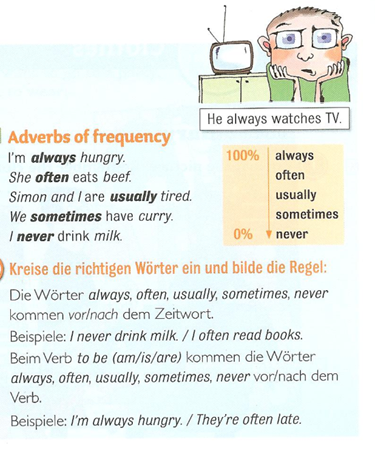 He always watches TV.
Adverbs of frequency
I'm always hungry.
She often eats beef.
Simon and I are usually tired.
We sometimes have curry.
I never drink milk.
100% always
often
usually
sometimes
0% never
Kreise die richtigen Wörter ein und bilde die Regel:
Die Wörter always, often, usually, sometimes, never
kommen vor/nach dem Zeitwort.
Beispiele: I never drink milk. / I often read books.
Beim Verb to be (am/is/are) kommen die Wörter
always, often, usually, sometimes, never vor/nach dem
Verb.
Beispiele: I'm always hungry. / They're often late.